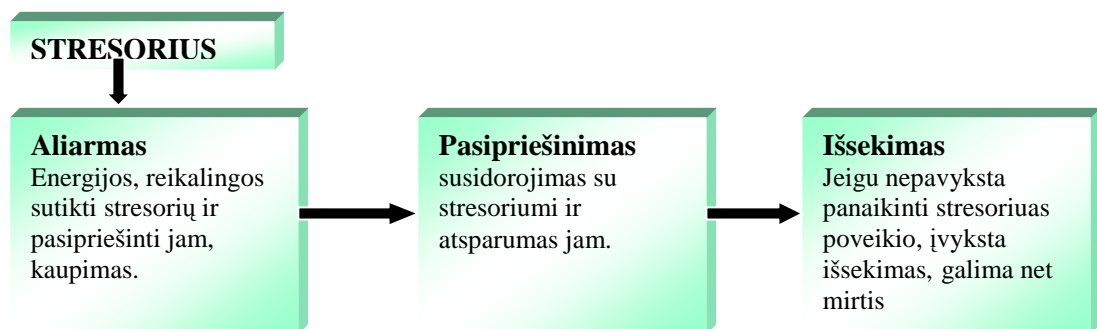 STRESORIUS
Aliarmas
Energijos, reikalingos
sutikti stresorių ir
pasipriešinti jam,
kaupimas.
Pasipriešinimas
susidorojimas su
stresoriumi ir
atsparumas jam.
Išsekimas
Jeigu nepavyksta
panaikinti stresoriuas
poveikio, įvyksta
išsekimas, galima net
mirtis